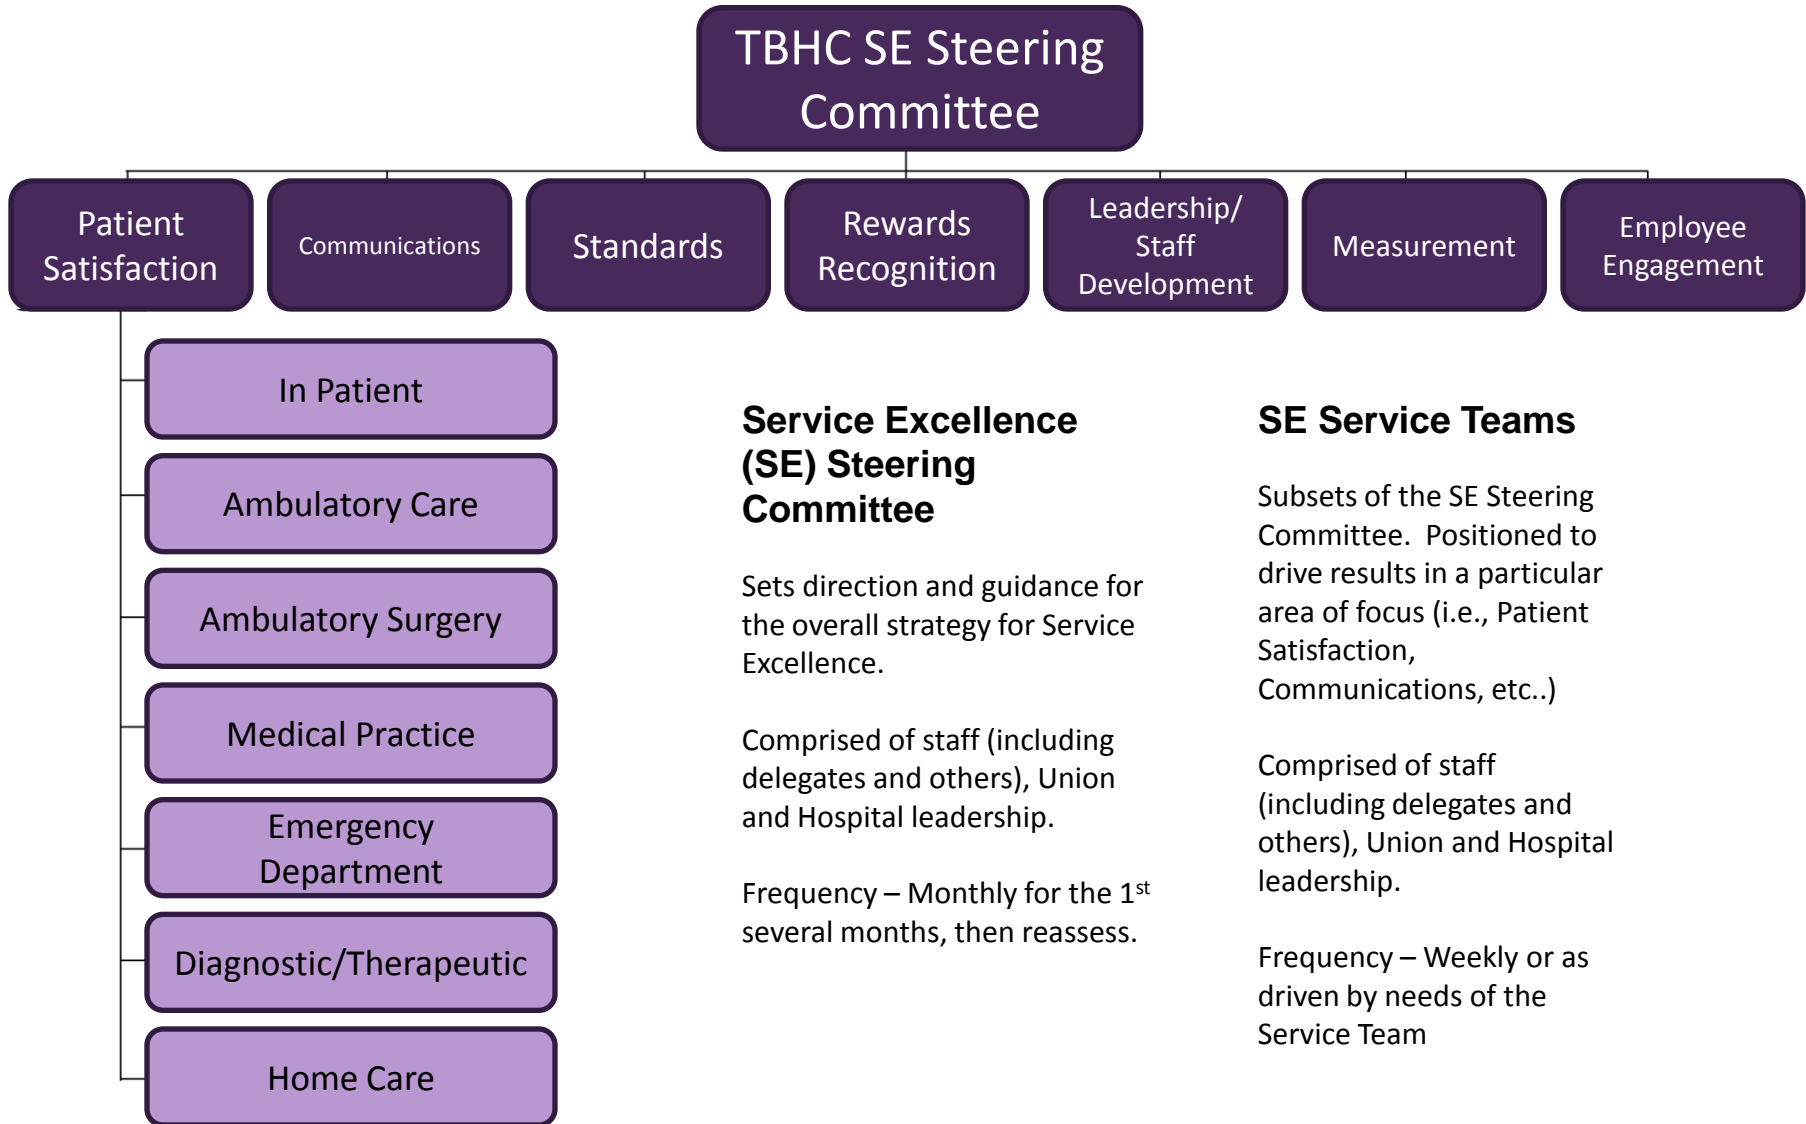 TBHC SE Steering
Committee
Patient
Satisfaction
Communications
Standards
Rewards
Recognition
Leadership/
Staff
Development
Measurement
Employee
Engagement
In Patient
Ambulatory Care
Ambulatory Surgery
Medical Practice
Emergency
Department
Diagnostic/Therapeutic
Home Care
Service Excellence
(SE) Steering
Committee
Sets direction and guidance for
the overall strategy for Service
Excellence.
Comprised of staff (including
delegates and others), Union
and Hospital leadership.
Frequency – Monthly for the 1st
several months, then reassess.
SE Service Teams
Subsets of the SE Steering
Committee.  Positioned to
drive results in a particular
area of focus (i.e., Patient
Satisfaction,
Communications, etc..)
Comprised of staff
(including delegates and
others), Union and Hospital
leadership.
Frequency – Weekly or as
driven by needs of the
Service Team